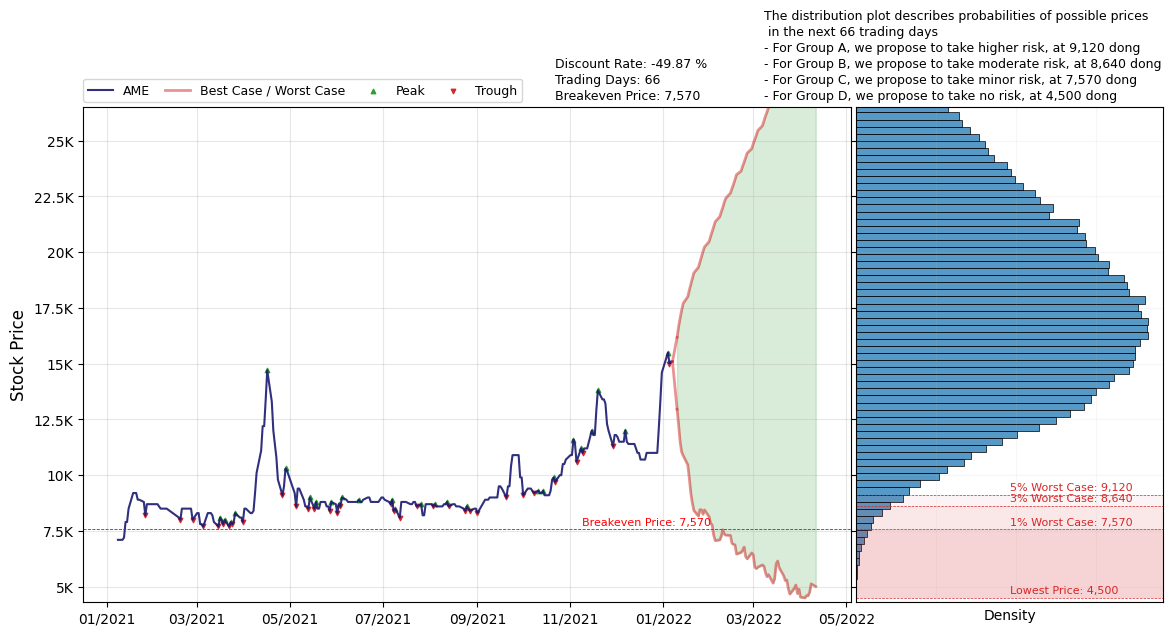 The distribution plot describes probabilities of possible prices
in the next 66 trading days
- For Group A, we propose to take higher risk, at 9,120 dong
- For Group B, we propose to take moderate risk, at 8,640 dong
- For Group C, we propose to take minor risk, at 7,570 dong
- For Group D, we propose to take no risk, at 4,500 dong
Discount Rate: -49.87 %
Trading Days: 66
Breakeven Price: 7,570
AME
Best Case / Worst Case
Peak
Trough
Stock Price
25K
22.5K
20K
17.5K
15K
12.5K
10K
7.5K
5K
Breakeven Price: 7,570
5% Worst Case: 9,120
3% Worst Case: 8,640
1% Worst Case: 7,570
Lowest Price: 4,500
01/2021
03/2021
05/2021
07/2021
09/2021
11/2021
01/2022
03/2022
05/2022
Density